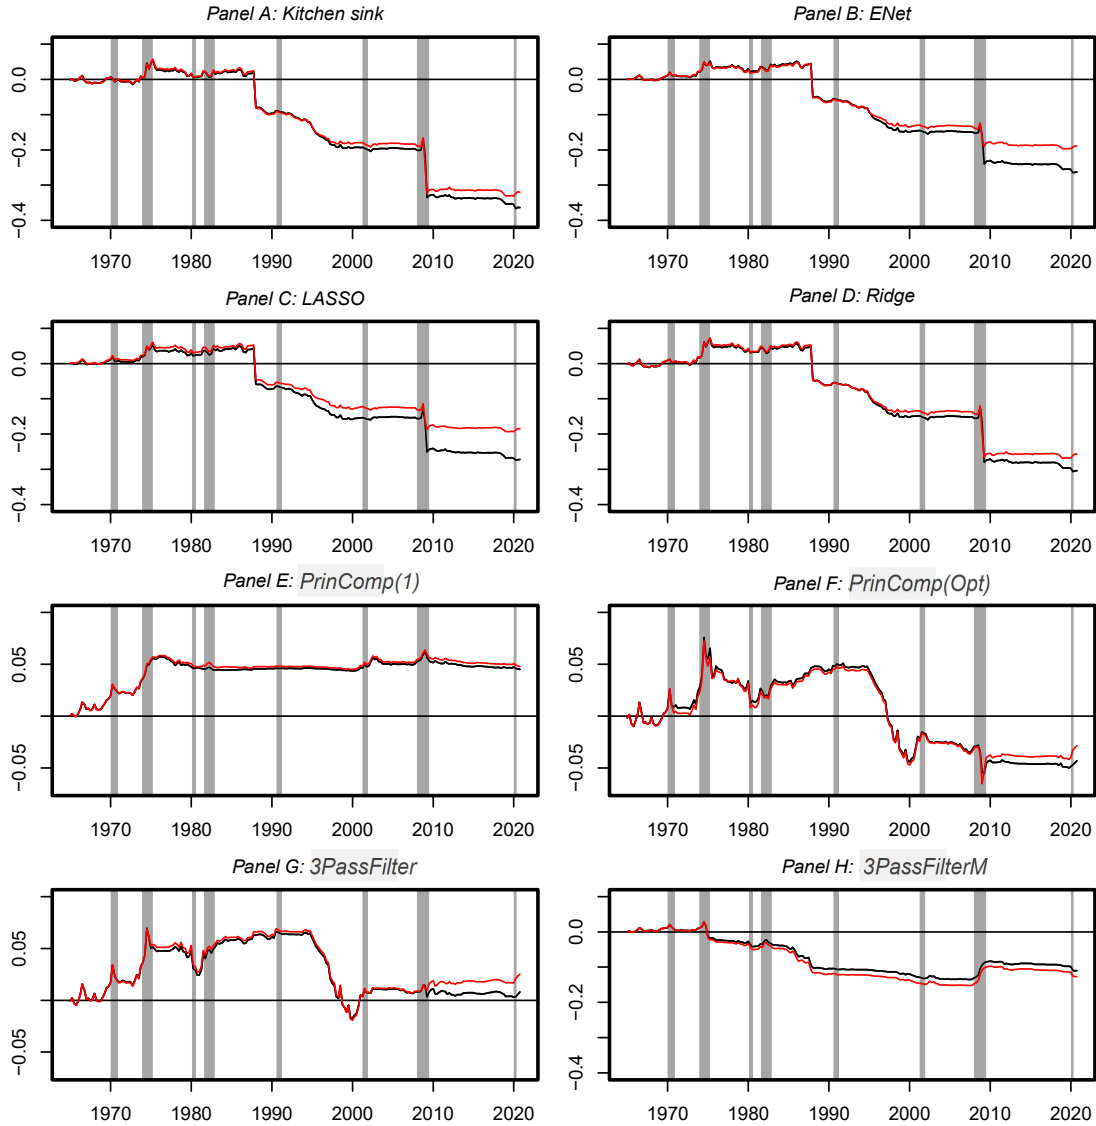 Panel A: Kitchen sink
0.0
−0.2
−0.4
1970 1980 1990 2000 2010 2020
Panel B: ENet
0.0
−0.2
−0.4
1970 1980 1990 2000 2010 2020
Panel C: LASSO
0.0
−0.2
−0.4
1970 1980 1990 2000 2010 2020
Panel D: Ridge
0.0
−0.2
−0.4
1970 1980 1990 2000 2010 2020
Panel E: PrinComp(1)
0.05
−0.05
1970 1980 1990 2000 2010 2020
Panel F: PrinComp(Opt)
0.05
−0.05
1970 1980 1990 2000 2010 2020
Panel G: 3PassFilter
0.05
−0.05
1970 1980 1990 2000 2010 2020
Panel H: 3PassFilterM
0.0
−0.2
−0.4
1970 1980 1990 2000 2010 2020